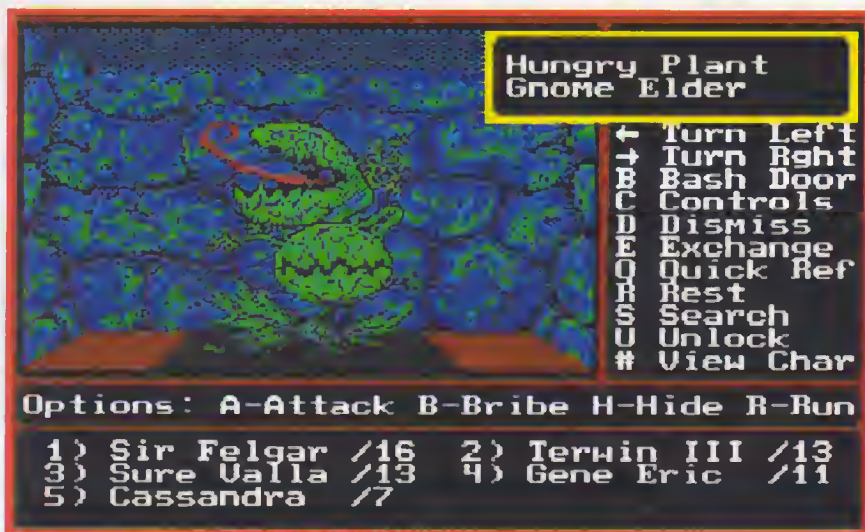 Hungry Plant
Gnome Elder
← Turn Left
→ Turn Rght
B Bash Door
C Controls
D Dismiss
E Exchange
Q Quick Ref
R Rest
S Search
U Unlock
# View Char
Options: A-Attack B-Bribe H-Hide R-Run
1) Sir Felgar /16 2) Terwin III /13
3) Sure Valla /13 4) Gene Eric /11
5) Cassandra /7